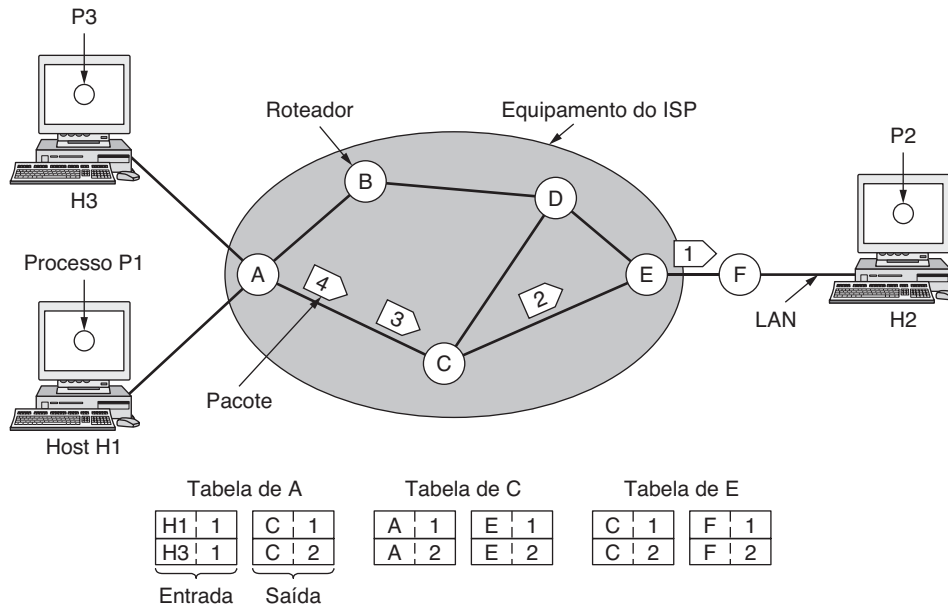 P3
Roteador
Equipamento do ISP
P2
B
D
H3
Processo P1
A
4
3
2
E
1
F
C
LAN
H2
Pacote
Host H1
Tabela de A
Tabela de C
Tabela de E
H1 1 C 1 A 1 E 1 C 1 F 1
H3 1 C 2 A 2 E 2 C 2 F 2
Entrada Saída